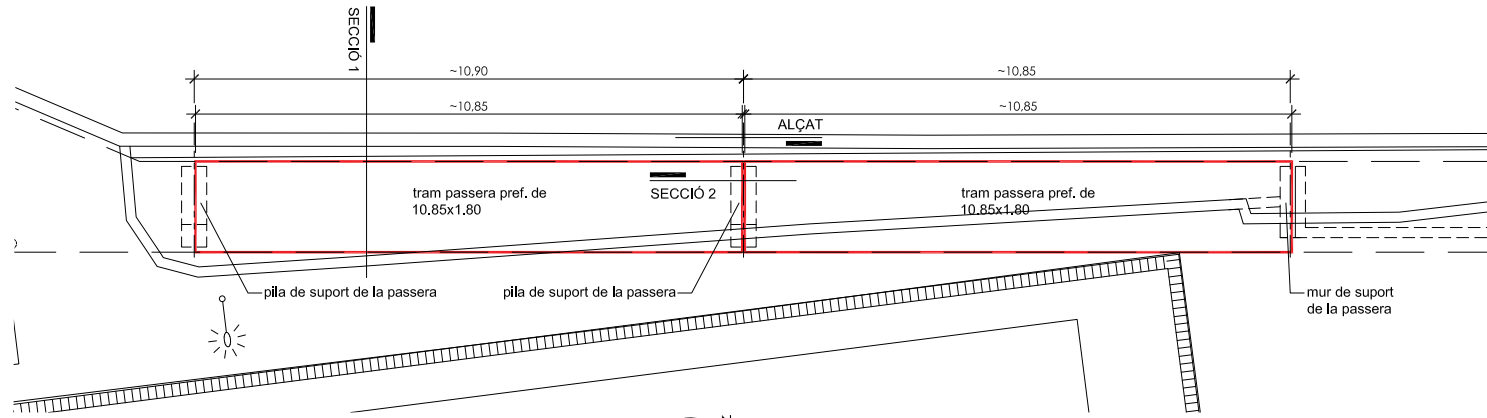 SECCIÓ 1
~10,90
~10,85
~10,85
~10,85
ALÇAT
tram passera pref. de
10.85x1.80
SECCIÓ 2
tram passera pref. de
10.85x1.80
pila de suport de la passera
pila de suport de la passera
mur de suport
de la passera